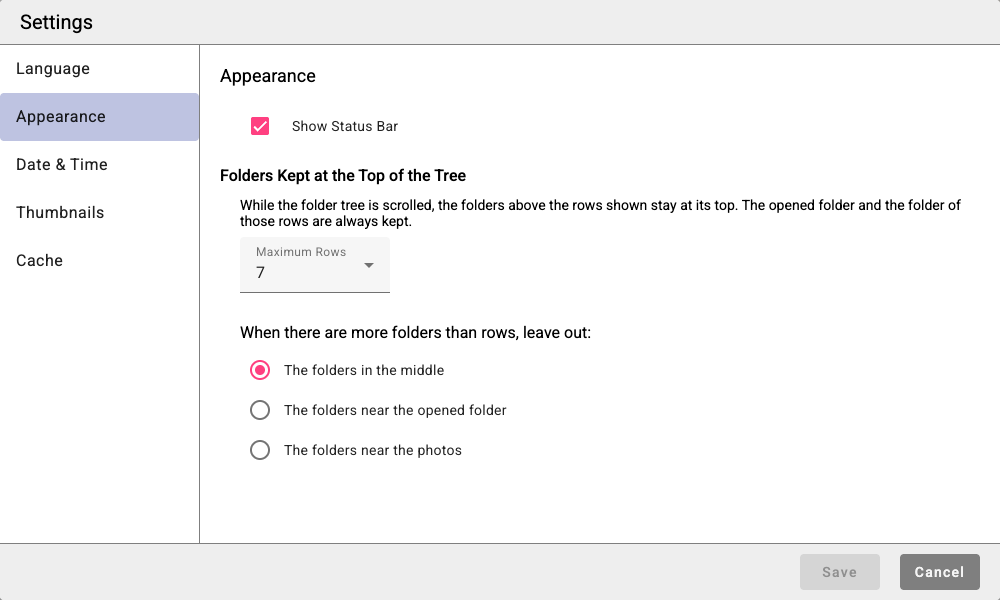 Settings
Language
Appearance
Date & Time
Thumbnails
Cache
Appearance
Show Status Bar
Folders Kept at the Top of the Tree
While the folder tree is scrolled, the folders above the rows shown stay at its top. The opened folder and the folder of
those rows are always kept.
Maximum Rows
7
When there are more folders than rows, leave out:
The folders in the middle
The folders near the opened folder
The folders near the photos
Save
Cancel